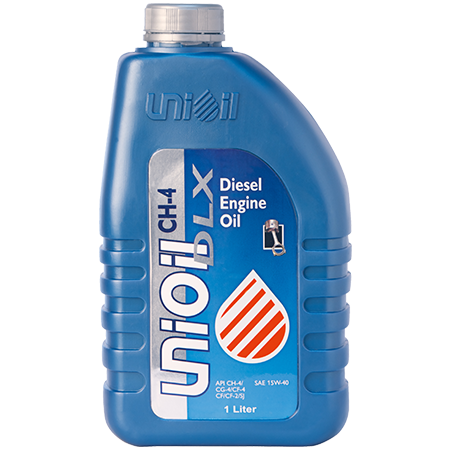 UNIOIL
UNIOIL
CH-4
DLX
Diesel
Engine
Oil
API CH-4/
CG-4/CF-4
CF/CF-2/SJ
SAE 15W-40
1 Liter